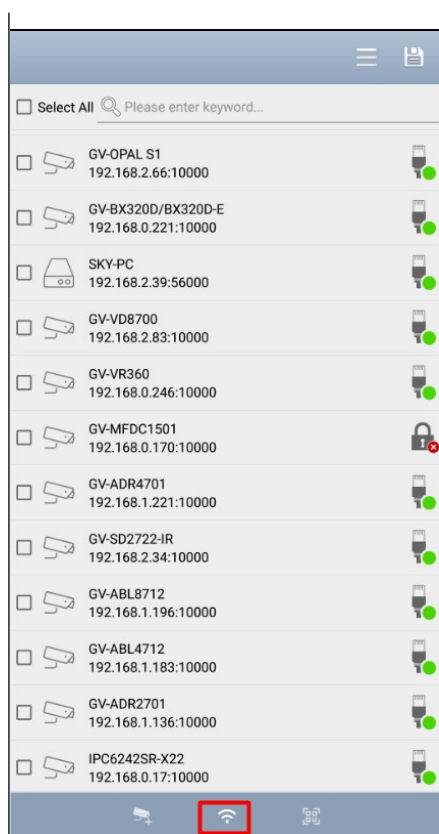 Select All Please enter keyword...
GV-OPAL S1
192.168.2.66:10000
GV-BX320D/BX320D-E
192.168.0.221:10000
SKY-PC
192.168.2.39:56000
GV-VD8700
192.168.2.83:10000
GV-VR360
192.168.0.246:10000
GV-MFDC1501
192.168.0.170:10000
GV-ADR4701
192.168.1.221:10000
GV-SD2722-IR
192.168.2.34:10000
GV-ABL8712
192.168.1.196:10000
GV-ABL4712
192.168.1.183:10000
GV-ADR2701
192.168.1.136:10000
IPC6242SR-X22
192.168.0.17:10000